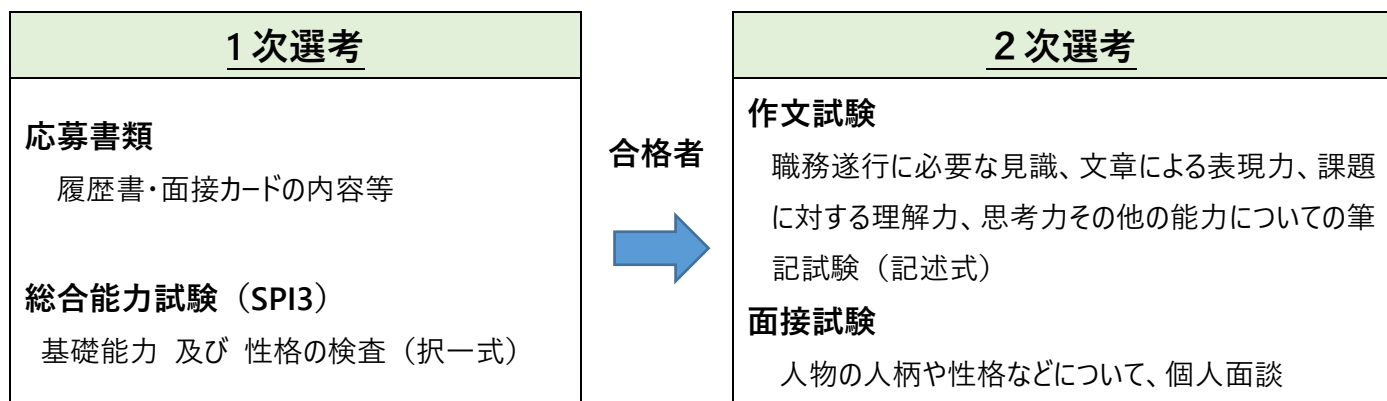 1次選考
応募書類
履歴書・面接カードの内容等
総合能力試験（SPI3）
基礎能力 及び 性格の検査（択一式）
合格者
２次選考
作文試験
職務遂行に必要な見識、文章による表現力、課題
に対する理解力、思考力その他の能力についての筆
記試験（記述式）
面接試験
人物の人柄や性格などについて、個人面談